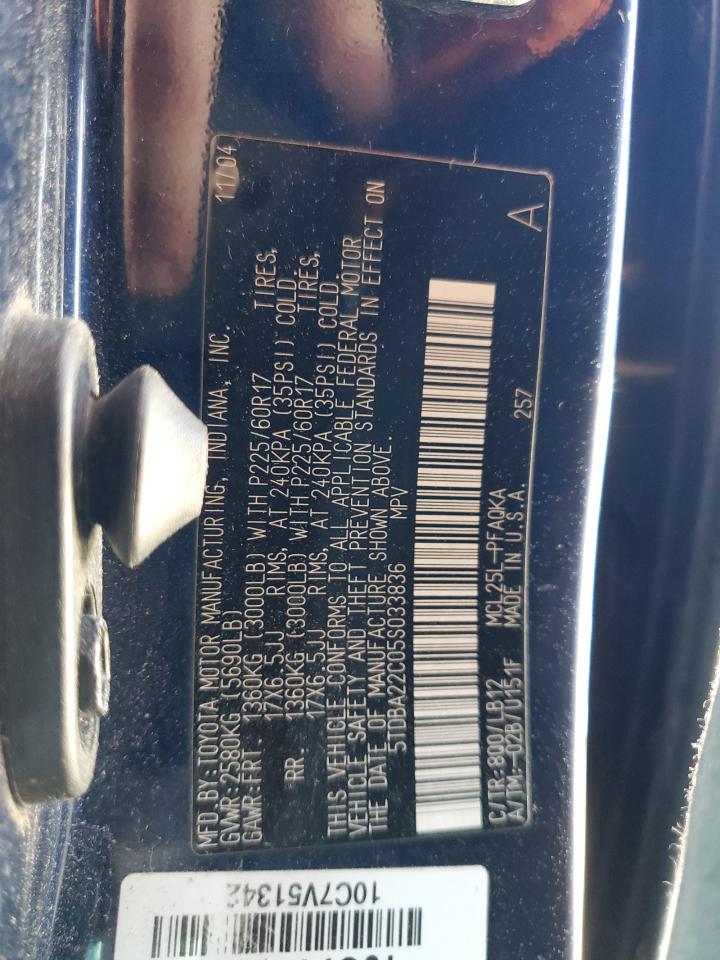 MFD BY:TOYOTA MOTOR MANUFACTURING, INDIANA, INC. 11/04
GVWR:2580KG (5690LB)
GAWR:FRT. 1360KG (3000LB) WITH P225/60R17 TIRES,
17X6.5JJ RIMS, AT 240KPA (35PSI) COLD
RR. 1360KG (3000LB) WITH P225/60R17 TIRES,
17X6.5JJ RIMS, AT 240KPA (35PSI) COLD
THIS VEHICLE CONFORMS TO ALL APPLICABLE FEDERAL MOTOR
VEHICLE SAFETY AND THEFT PREVENTION STANDARDS IN EFFECT ON
THE DATE OF MANUFACTURE SHOWN ABOVE.
5TDBA22C05S033836 MPV
C/TR:800/LB12 MCL25L-PFAQKA 257 A
A/TM-02B/U151F MADE IN U.S.A.
10C7V51342